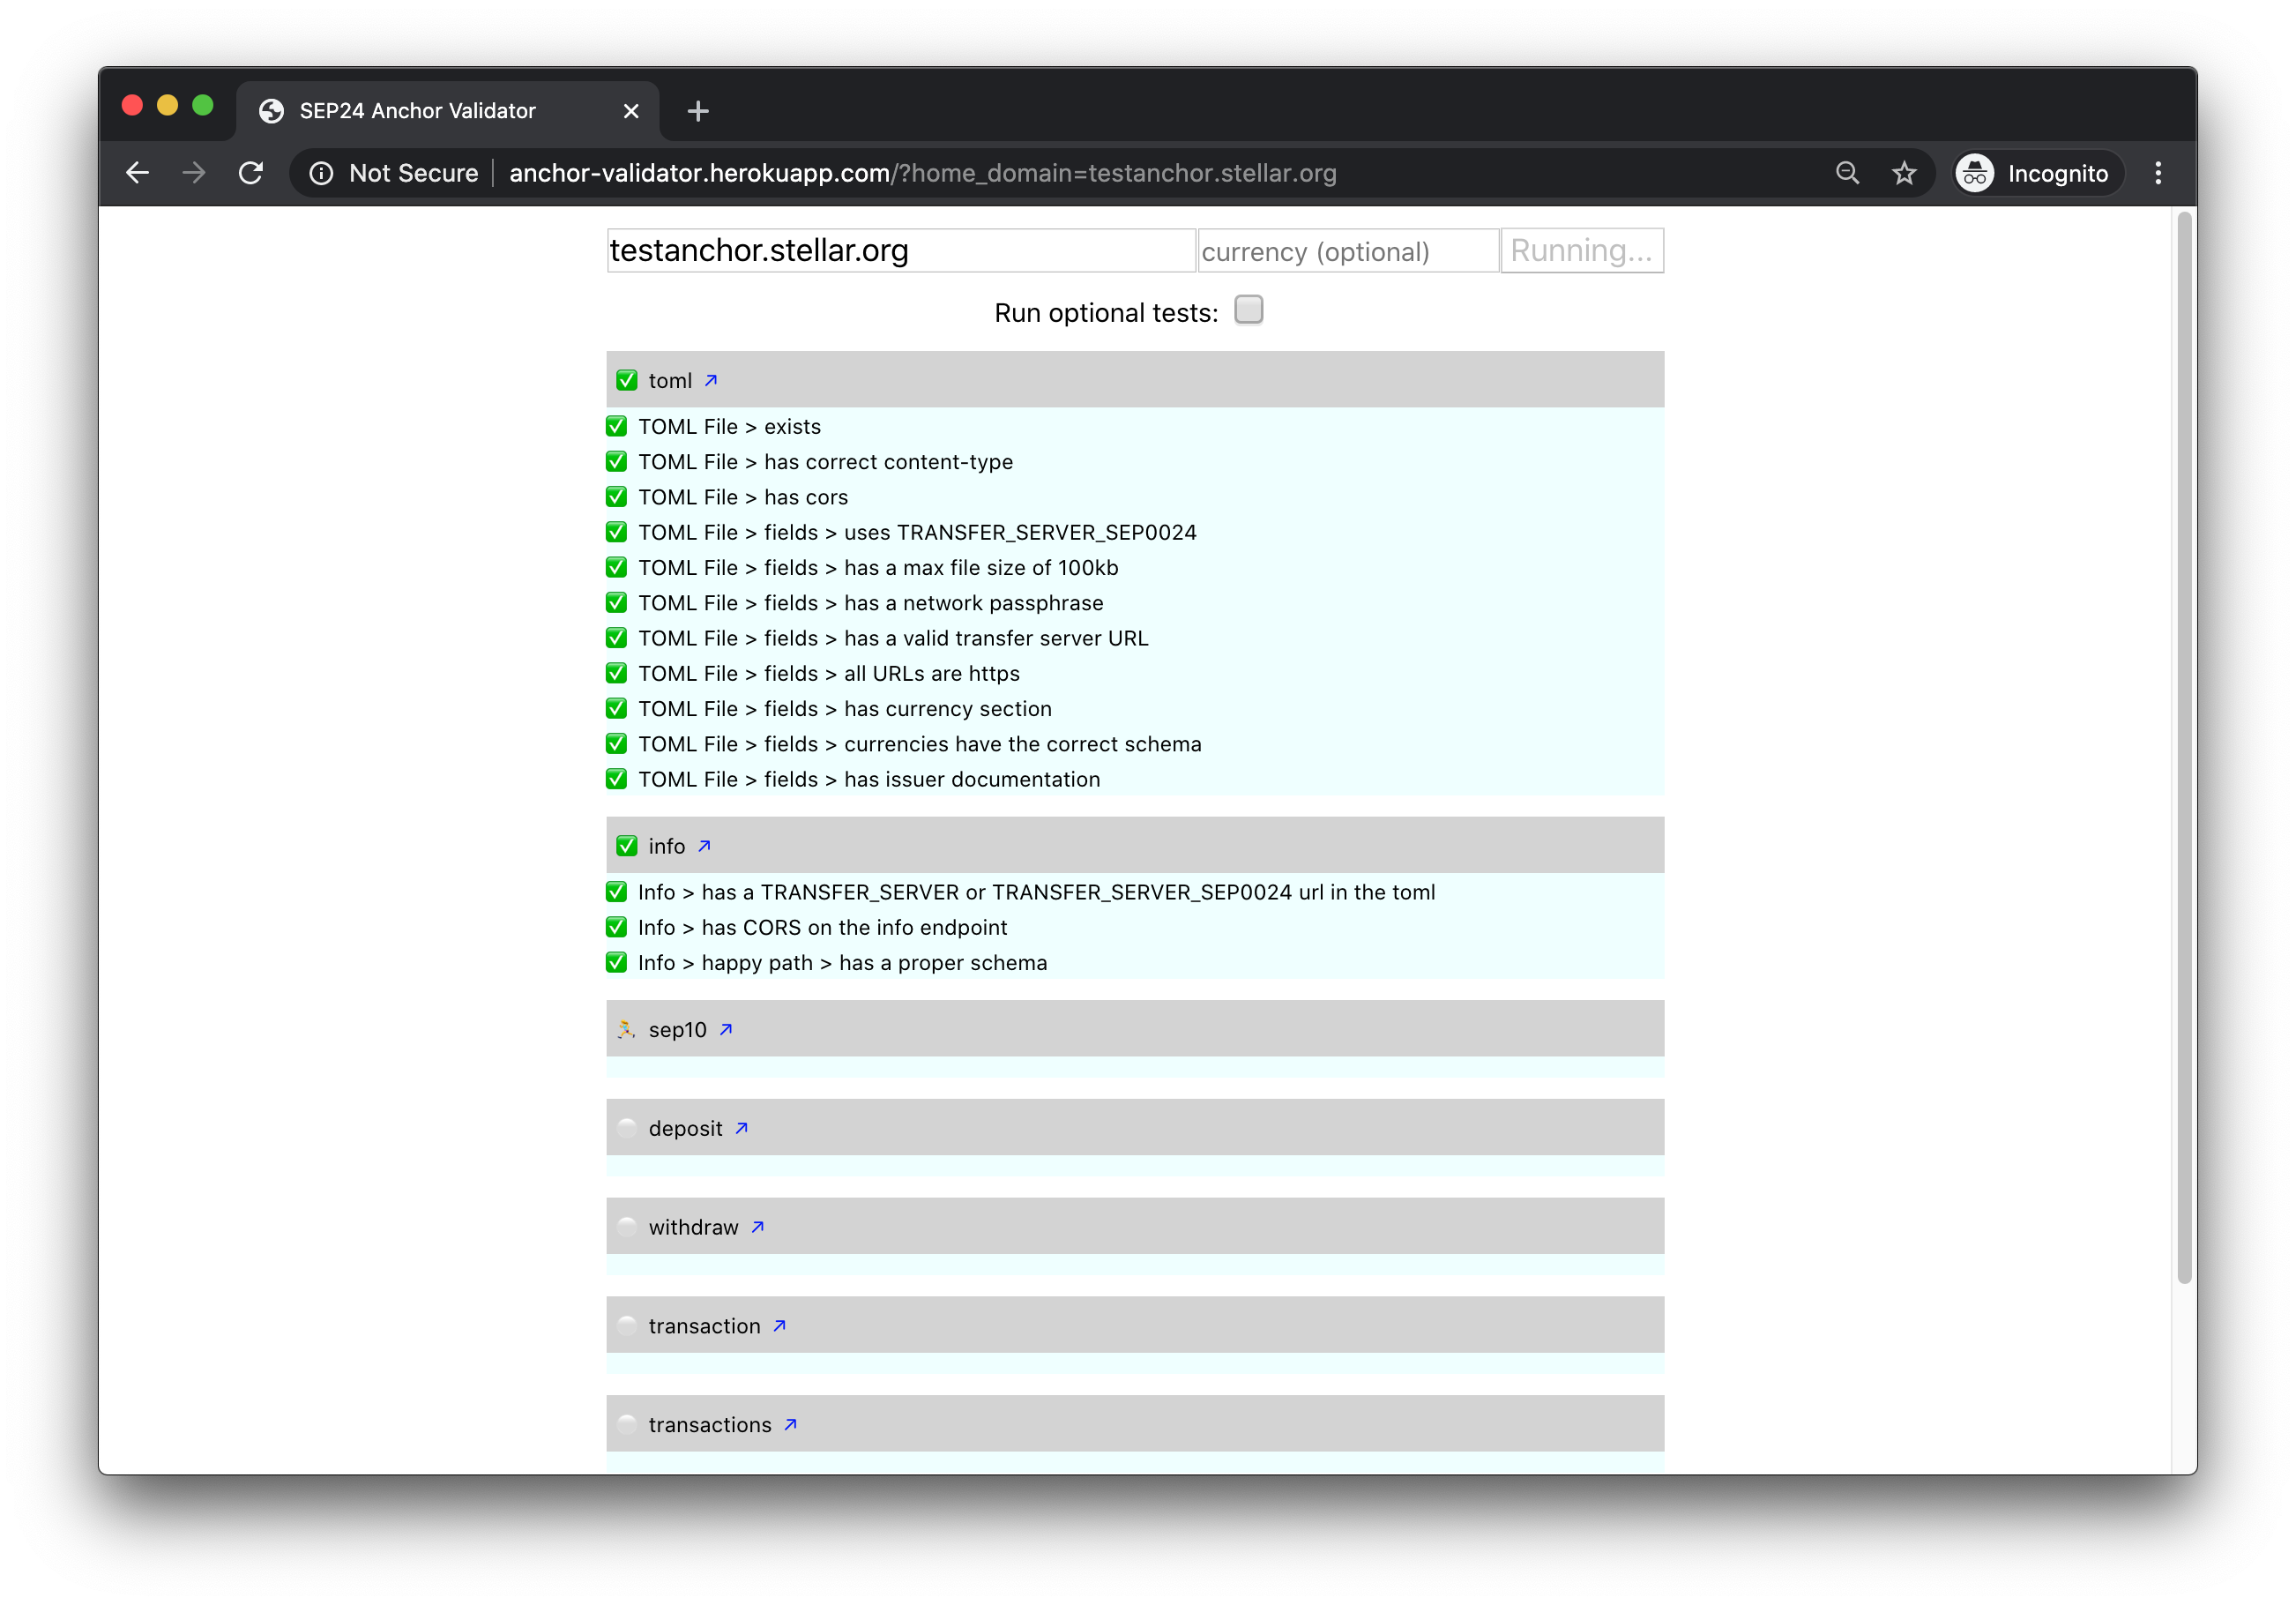 SEP24 Anchor Validator
Not Secure anchor-validator.herokuapp.com/?home_domain=testanchor.stellar.org Incognito
testanchor.stellar.org currency (optional) Running...
Run optional tests:
toml
TOML File > exists
TOML File > has correct content-type
TOML File > has cors
TOML File > fields > uses TRANSFER_SERVER_SEP0024
TOML File > fields > has a max file size of 100kb
TOML File > fields > has a network passphrase
TOML File > fields > has a valid transfer server URL
TOML File > fields > all URLs are https
TOML File > fields > has currency section
TOML File > fields > currencies have the correct schema
TOML File > fields > has issuer documentation
info
Info > has a TRANSFER_SERVER or TRANSFER_SERVER_SEP0024 url in the toml
Info > has CORS on the info endpoint
Info > happy path > has a proper schema
sep10
deposit
withdraw
transaction
transactions